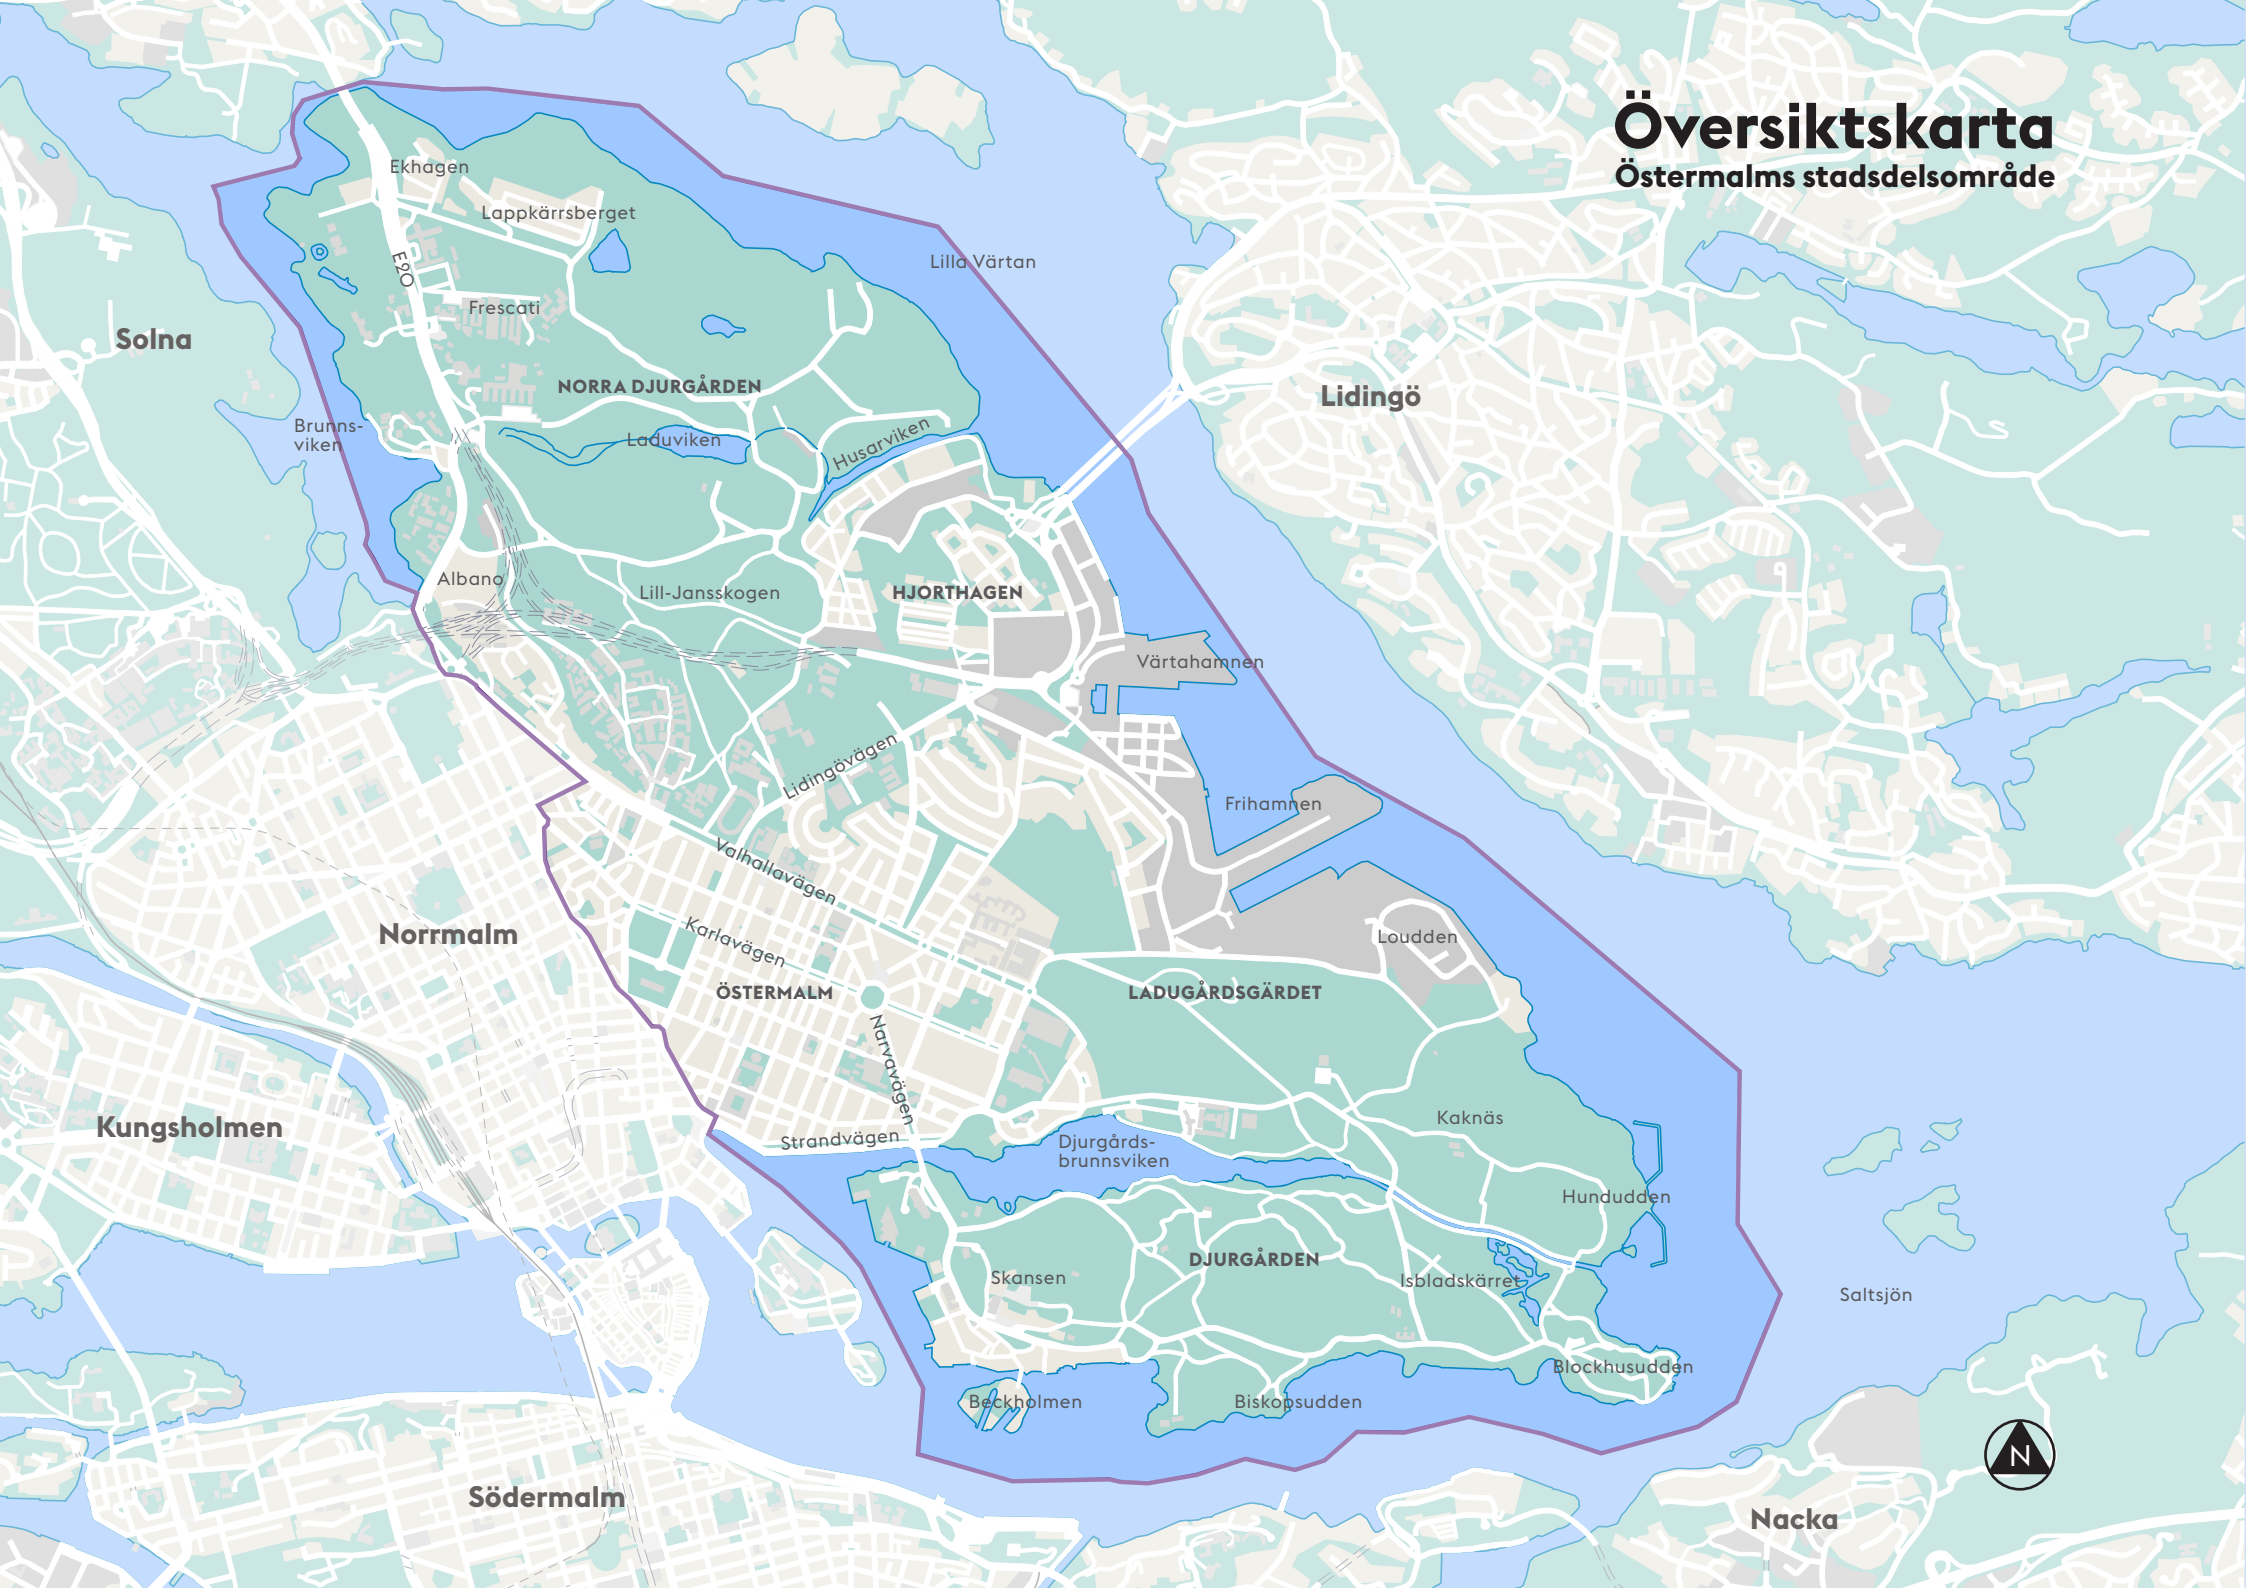 Översiktskarta
Östermalms stadsdelsområde
Ekhagen
Lappkärrsberget
E20
Lilla Värtan
Frescati
Solna
NORRA DJURGÅRDEN
Lidingö
Brunns-
viken
Laduviken
Husarviken
Albano
Lill-Jansskogen
HJORTHAGEN
Värtahamnen
Lidingövägen
Frihamnen
Valhallavägen
Norrmalm
Karlavägen
Loudden
ÖSTERMALM
LADUGÅRDSGÄRDET
Narvavägen
Kungsholmen
Kaknäs
Strandvägen
Djurgårds-
brunnsviken
Hundudden
DJURGÅRDEN
Skansen
Isbladskärret
Saltsjön
Blockhusudden
Beckholmen
Biskopsudden
N
Södermalm
Nacka